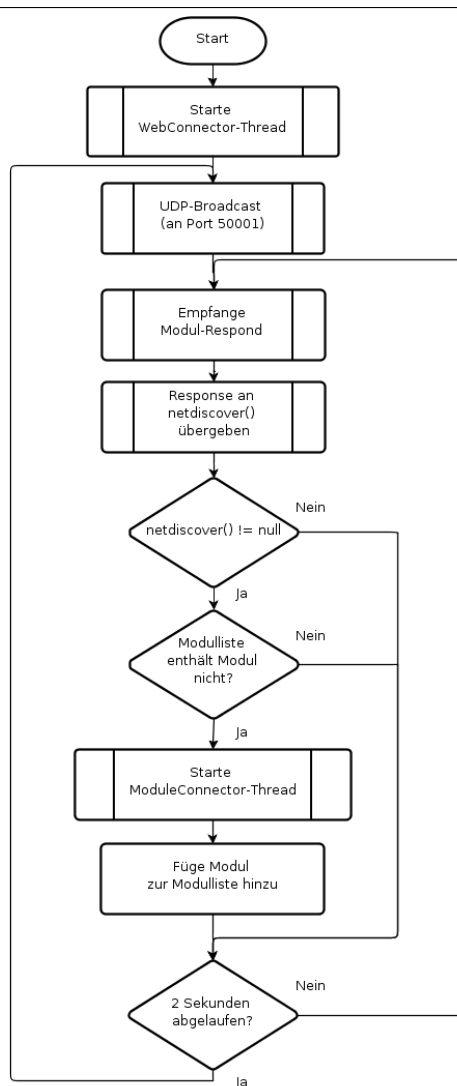 Start
Starte
WebConnector-Thread
UDP-Broadcast
(an Port 50001)
Empfange
Modul-Respond
Response an
netdiscover()
übergeben
netdiscover() != null
Nein
Ja
Modulliste
enthält Modul
nicht?
Nein
Ja
Starte
ModuleConnector-Thread
Füge Modul
zur Modulliste hinzu
2 Sekunden
abgelaufen?
Nein
Ja